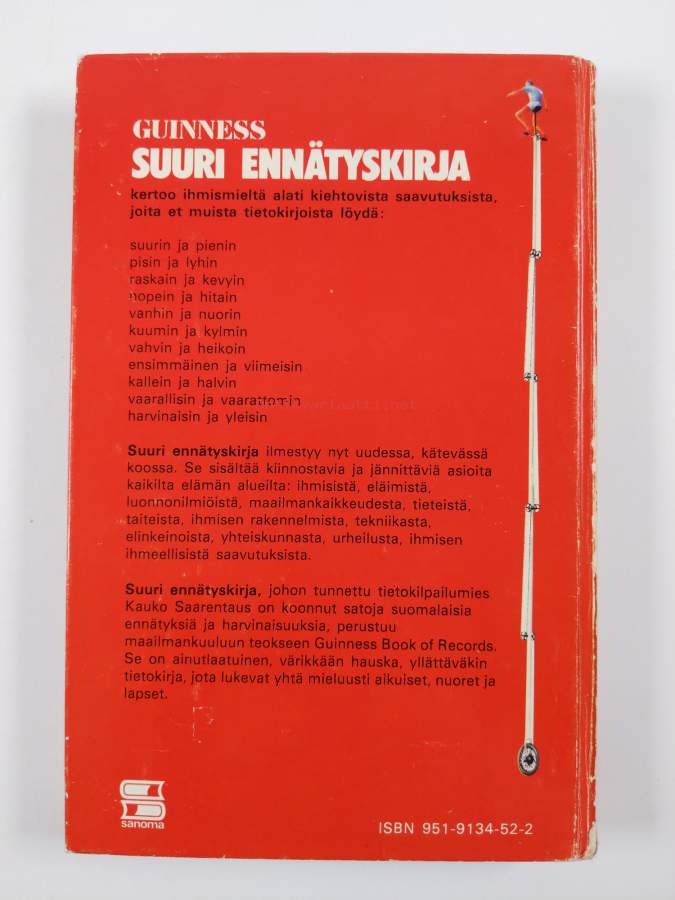 GUINNESS
SUURI ENNÄTYSKIRJA
kertoo ihmismieltä alati kiehtovista saavutuksista,
joita et muista tietokirjoista löydä:
suurin ja pienin
pisin ja lyhin
raskain ja kevyin
nopein ja hitain
vanhin ja nuorin
kuumin ja kylmin
vahvin ja heikoin
ensimmäinen ja viimeisin
kallein ja halvin
vaarallisin ja vaarattomin
harvinaisin ja yleisin
Suuri ennätyskirja ilmestyy nyt uudessa, kätevässä
koossa. Se sisältää kiinnostavia ja jännittäviä asioita
kaikilta elämän alueilta: ihmisistä, eläimistä,
luonnonilmiöistä, maailmankaikkeudesta, tieteistä,
taiteista, ihmisen rakennelmista, tekniikasta,
elinkeinoista, yhteiskunnasta, urheilusta, ihmisen
ihmeellisistä saavutuksista.
Suuri ennätyskirja, johon tunnettu tietokilpailumies
Kauko Saarentaus on koonnut satoja suomalaisia
ennätyksiä ja harvinaisuuksia, perustuu
maailmankuuluun teokseen Guinness Book of Records.
Se on ainutlaatuinen, värikkään hauska, yllättäväkin
tietokirja, jota lukevat yhtä mieluusti aikuiset, nuoret ja
lapset.
sanoma
ISBN 951-9134-52-2